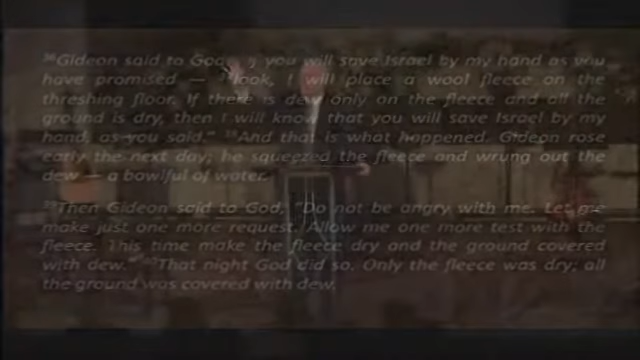 ³⁶Gideon said to God, "If you will save Israel by my hand as you
have promised — ³⁷look, I will place a wool fleece on the
threshing floor. If there is dew only on the fleece and all the
ground is dry, then I will know that you will save Israel by my
hand, as you said." ³⁸And that is what happened. Gideon rose
early the next day; he squeezed the fleece and wrung out the
dew — a bowlful of water.
³⁹Then Gideon said to God, "Do not be angry with me. Let me
make just one more request. Allow me one more test with the
fleece. This time make the fleece dry and the ground covered
with dew." ⁴⁰That night God did so. Only the fleece was dry; all
the ground was covered with dew.